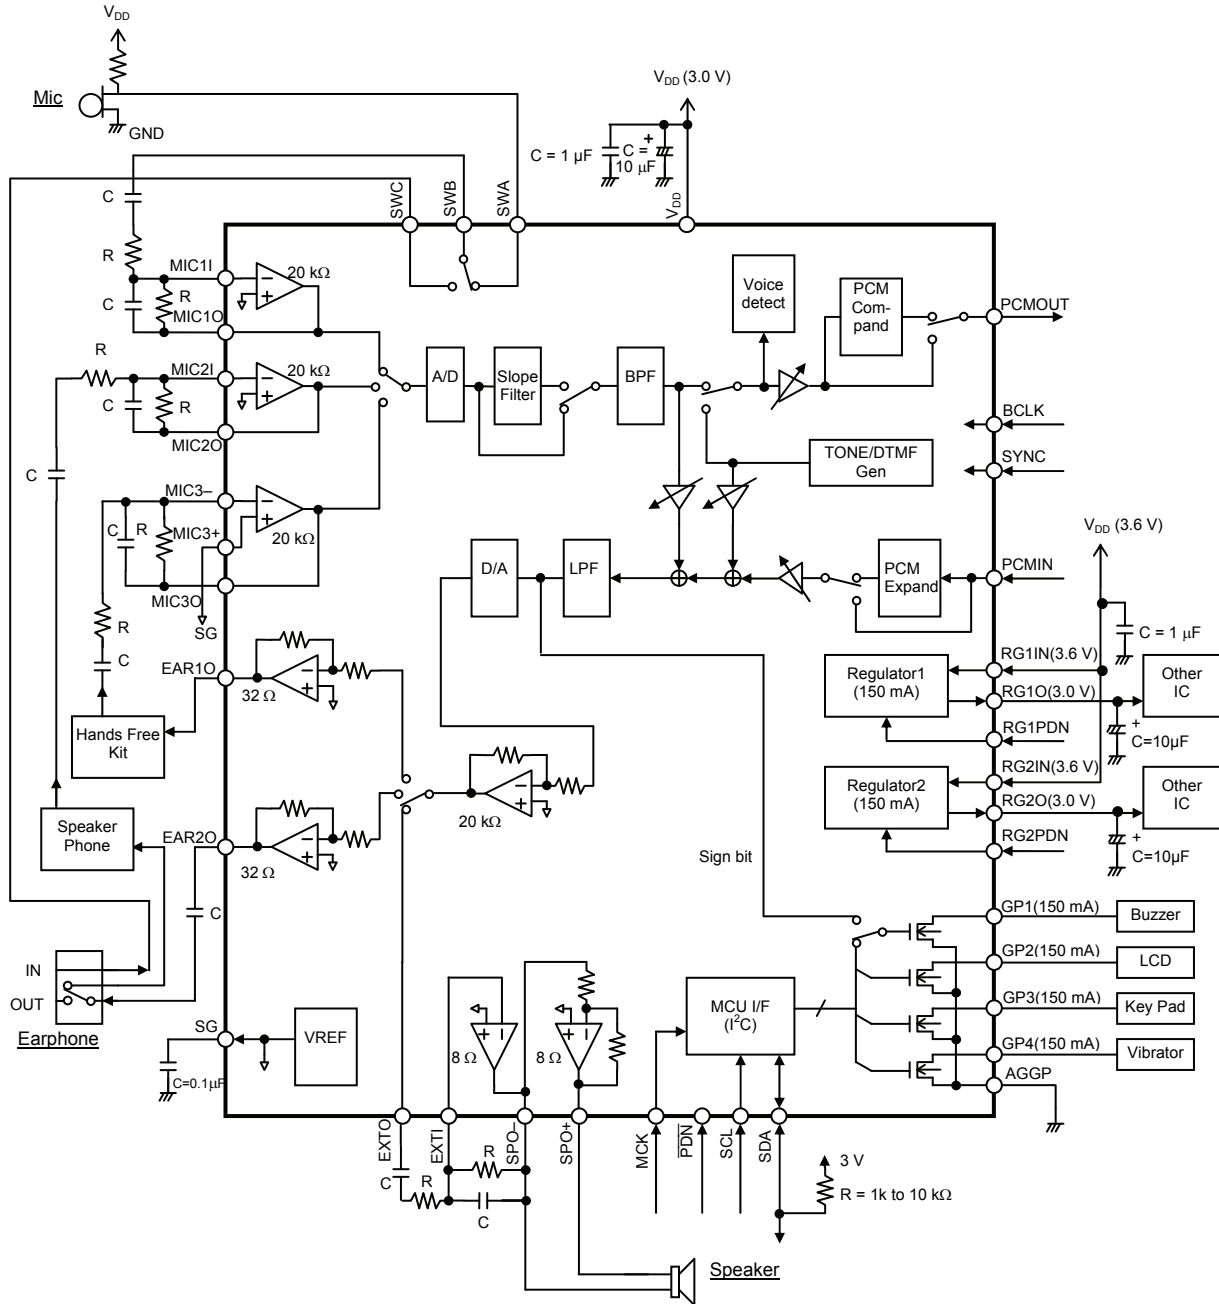 VDD
Mic
GND
VDD (3.0 V)
C = 1 µF
C =
+
10 µF
SWC
SWB
SWA
VDD
C
R
MIC1I
20 kΩ
C
R
MIC1O
R
MIC2I
20 kΩ
C
R
MIC2O
C
MIC3–
C
R
MIC3+
20 kΩ
MIC3O
SG
R
C
A/D
Slope
Filter
BPF
Voice
detect
PCM
Com-
pand
PCMOUT
BCLK
SYNC
TONE/DTMF
Gen
VDD (3.6 V)
D/A
LPF
PCM
Expand
PCMIN
C = 1 µF
EAR1O
32 Ω
Hands Free
Kit
Regulator1
(150 mA)
RG1IN(3.6 V)
RG1O(3.0 V)
RG1PDN
Other
IC
+
C=10µF
Regulator2
(150 mA)
RG2IN(3.6 V)
RG2O(3.0 V)
RG2PDN
Other
IC
+
C=10µF
20 kΩ
Speaker
Phone
EAR2O
32 Ω
C
Sign bit
IN
OUT
Earphone
SG
C=0.1µF
VREF
8 Ω
8 Ω
MCU I/F
(I2C)
GP1(150 mA)
Buzzer
GP2(150 mA)
LCD
GP3(150 mA)
Key Pad
GP4(150 mA)
Vibrator
AGGP
EXTO
EXTI
SPO–
SPO+
MCK
PDN
SCL
SDA
C
R
R
C
3 V
R = 1k to 10 kΩ
Speaker